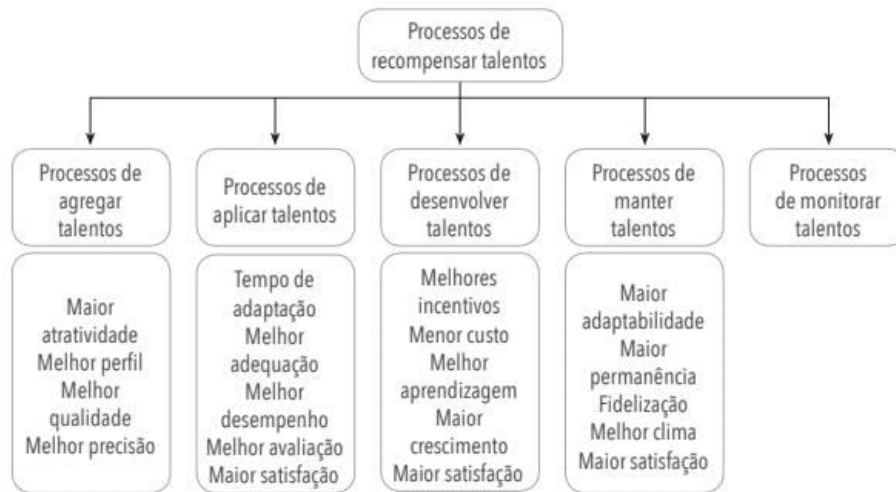 Processos de
recompensar talentos
Processos de
agregar
talentos
Processos de
aplicar talentos
Processos de
desenvolver
talentos
Processos de
manter
talentos
Processos
de monitorar
talentos
Maior
atratividade
Melhor perfil
Melhor
qualidade
Melhor precisão
Tempo de
adaptação
Melhor
adequação
Melhor
desempenho
Melhor avaliação
Maior satisfação
Melhores
incentivos
Menor custo
Melhor
aprendizagem
Maior
crescimento
Maior satisfação
Maior
adaptabilidade
Maior
permanência
Fidelização
Melhor clima
Maior satisfação